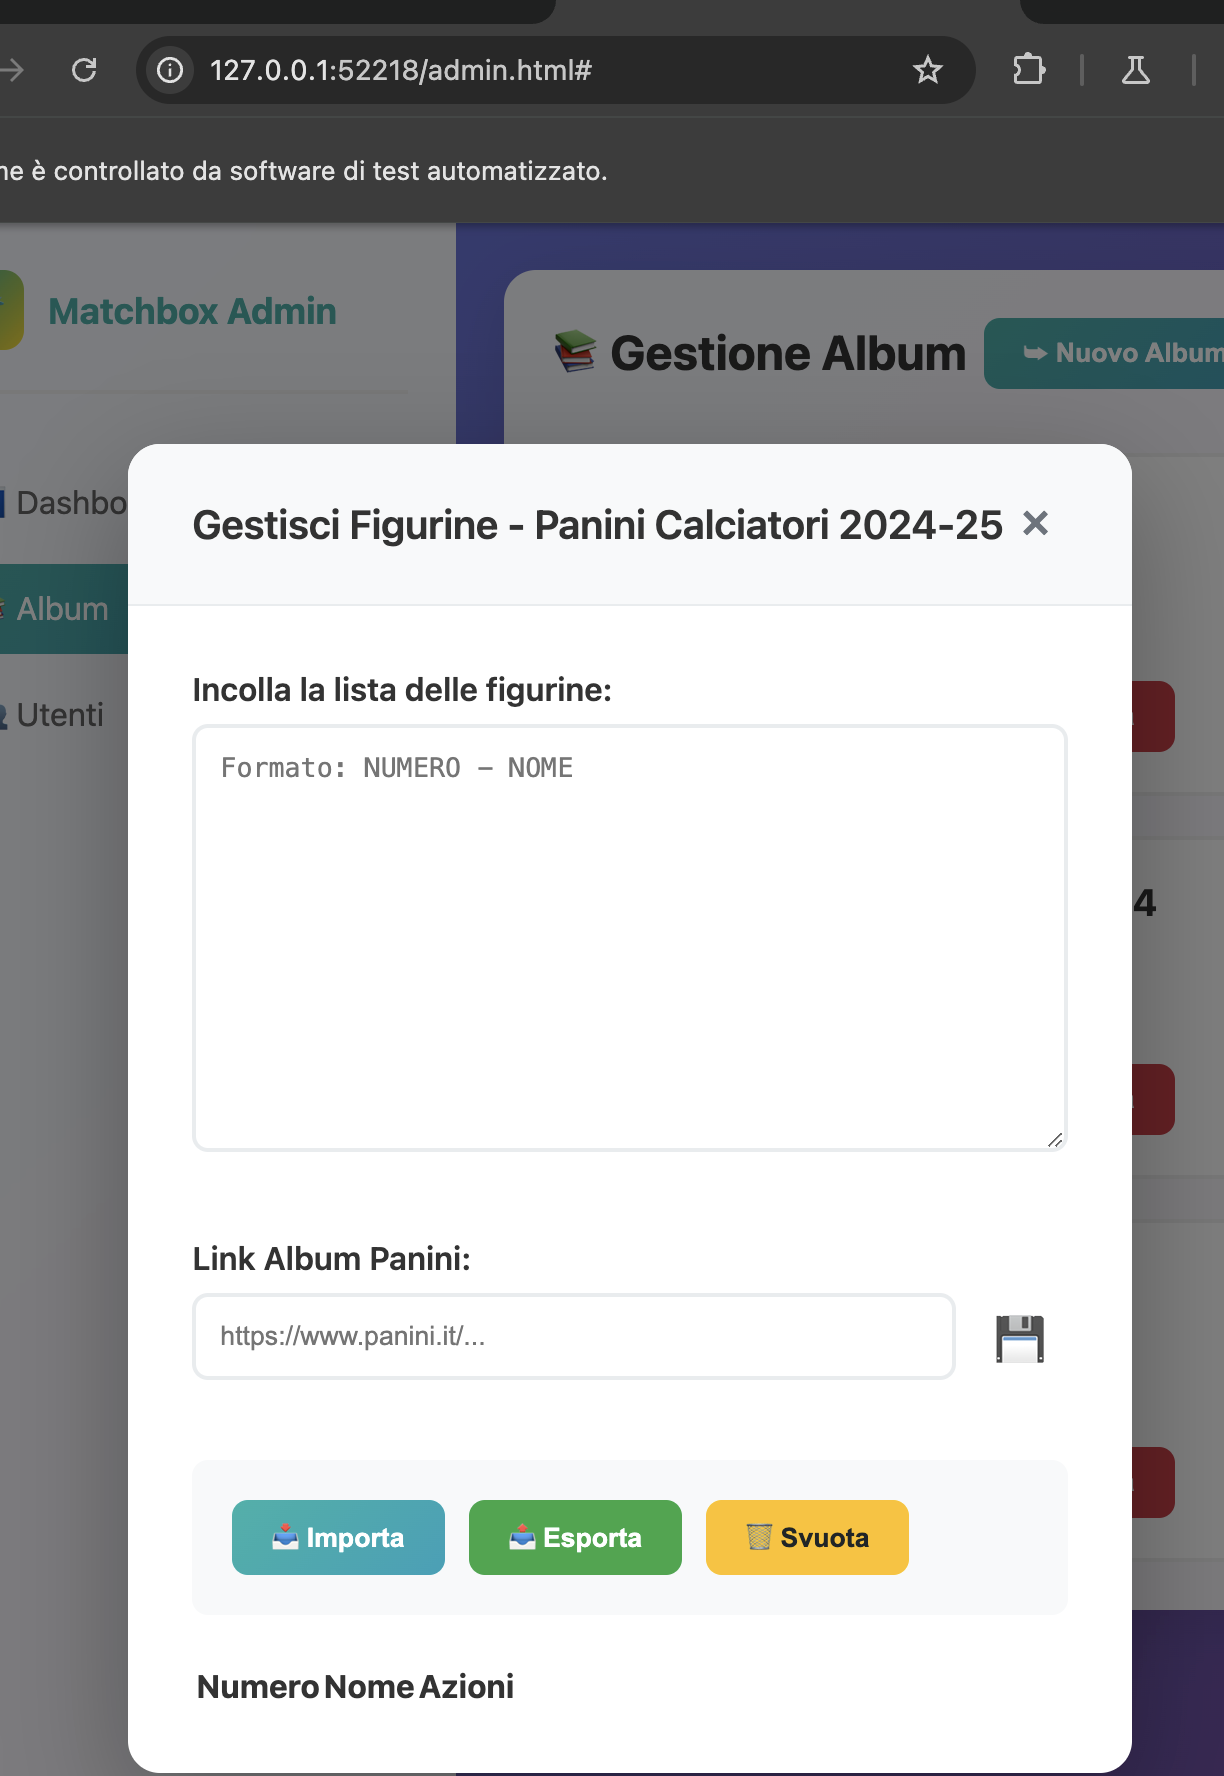 127.0.0.1:52218/admin.html#
è controllato da software di test automatizzato.
Matchbox Admin
Gestione Album
Nuovo Album
Gestisci Figurine - Panini Calciatori 2024-25
Album
Utenti
Incolla la lista delle figurine:
Formato: NUMERO – NOME
4
Link Album Panini:
https://www.panini.it/...
Importa
Esporta
Svuota
Numero Nome Azioni